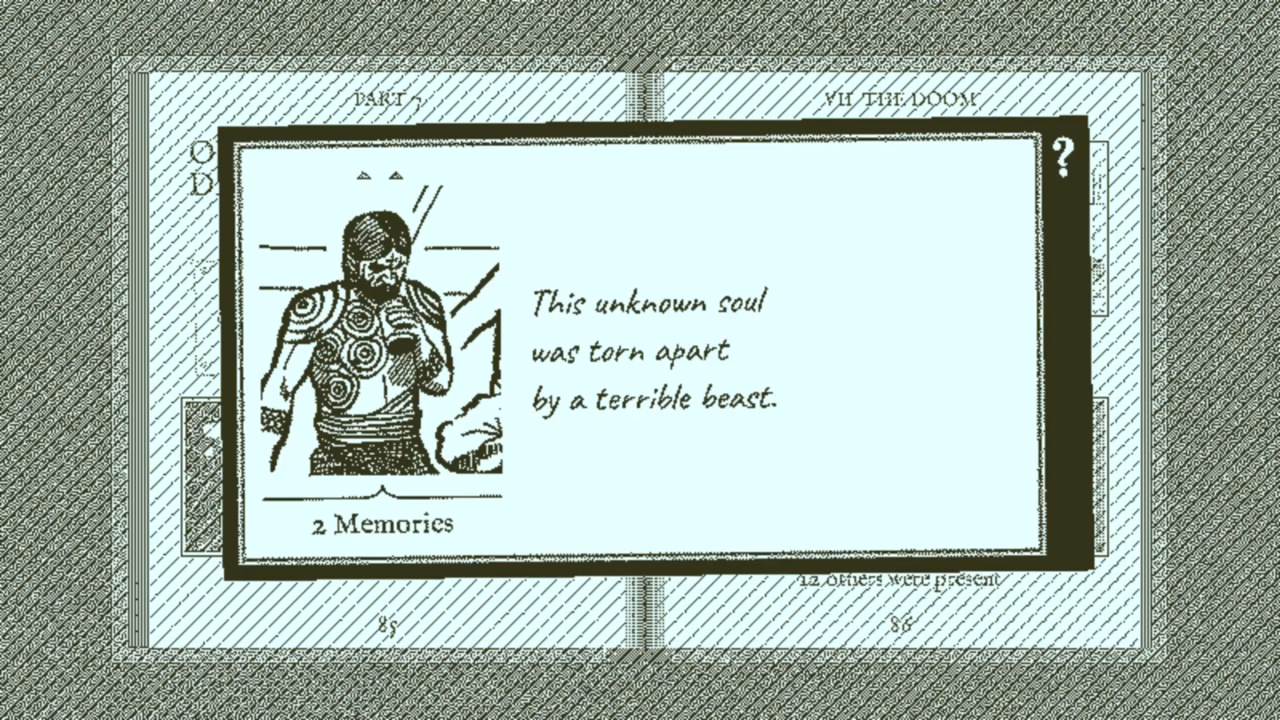 PART 7
VII THE DOOM
O
D
?
This unknown soul
was torn apart
by a terrible beast.
2 Memories
12 others were present
85
86